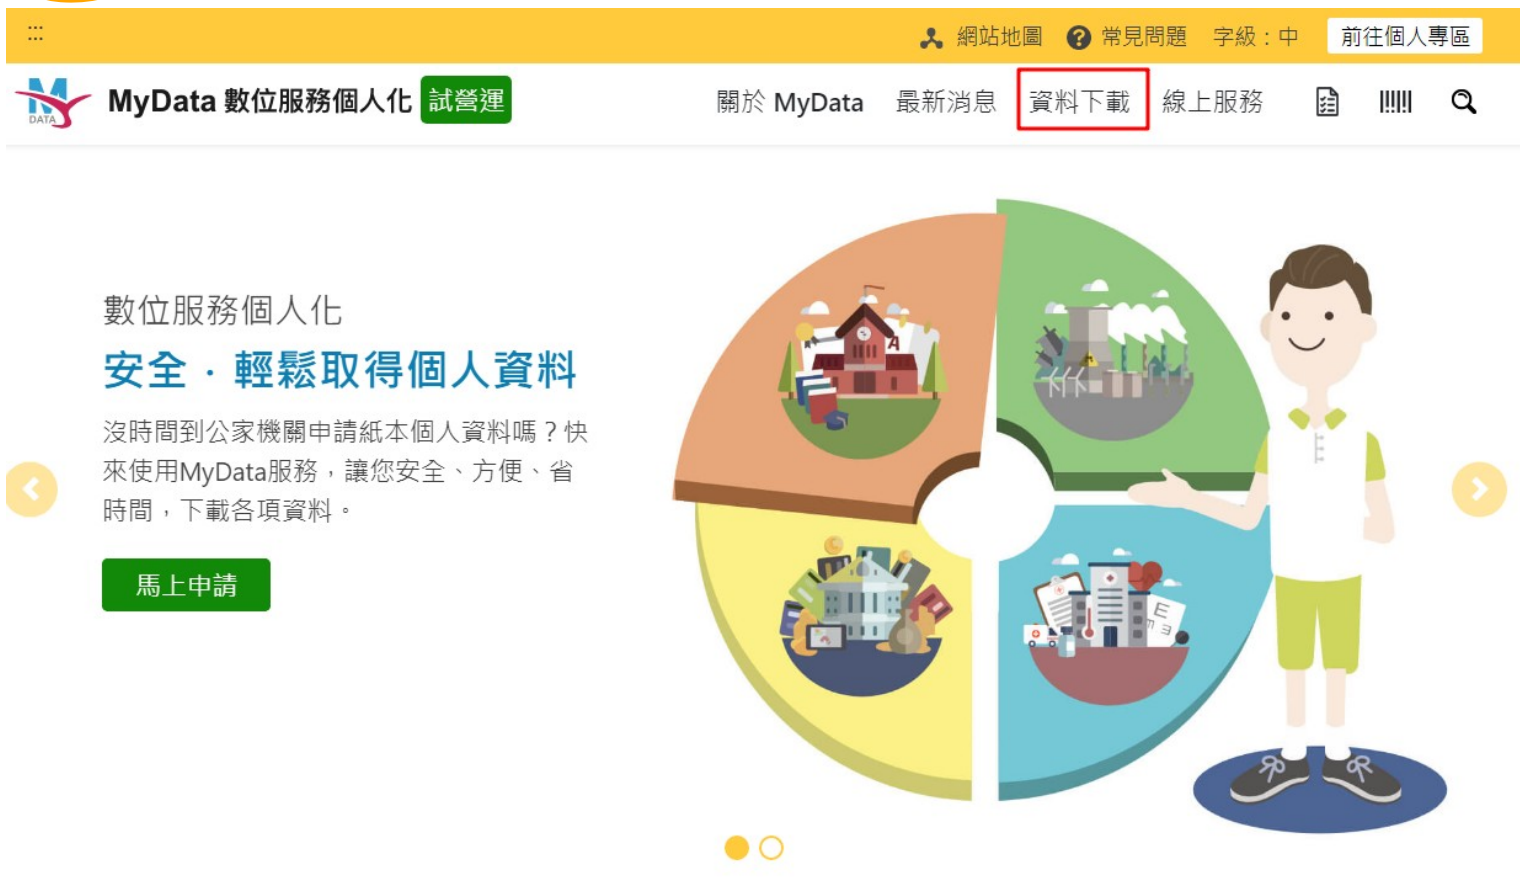 網站地圖 常見問題 字級:中 前往個人專區
MY DATA MyData 數位服務個人化 試營運 關於 MyData 最新消息 資料下載 線上服務
數位服務個人化
安全.輕鬆取得個人資料
沒時間到公家機關申請紙本個人資料嗎?快
來使用MyData服務,讓您安全、方便、省
時間,下載各項資料。
馬上申請
A
E
E